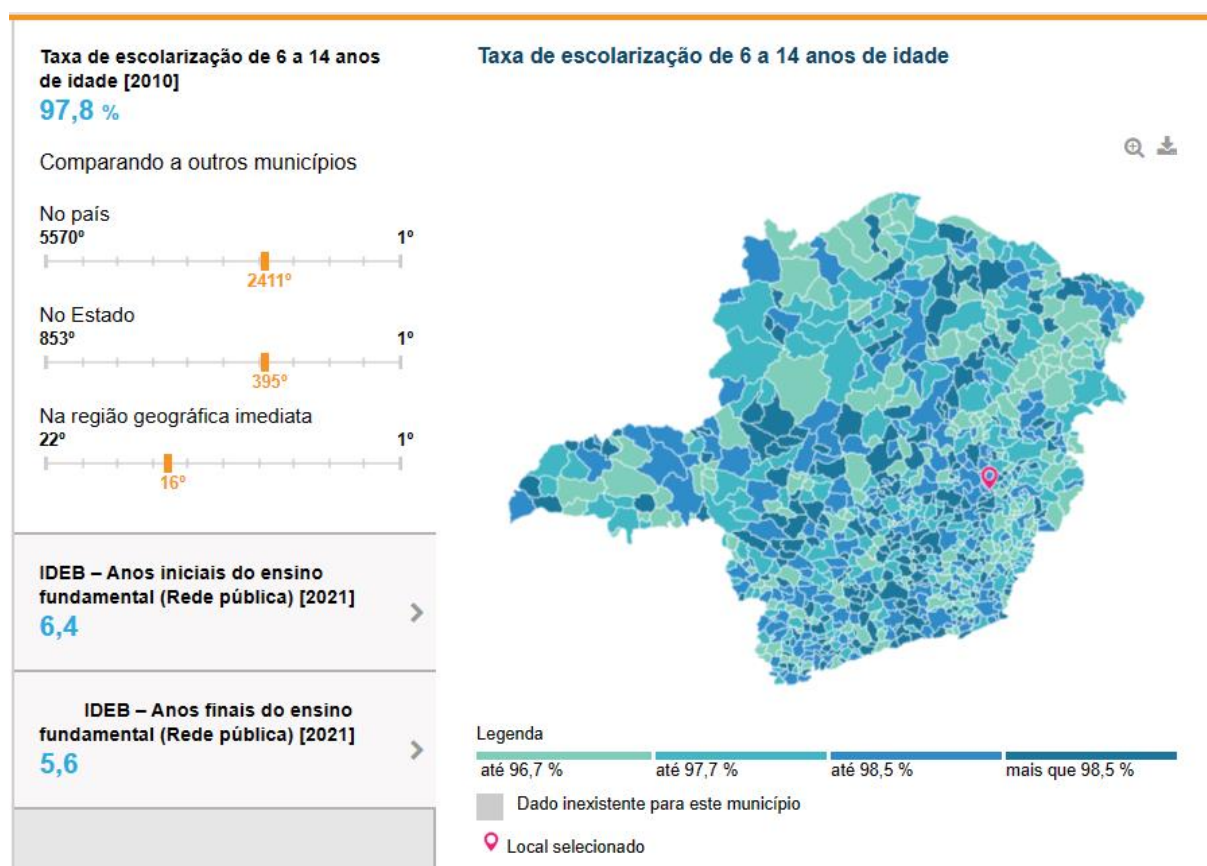 Taxa de escolarização de 6 a 14 anos
de idade [2010]
97,8 %
Comparando a outros municípios
No país
5570º 1º
2411º
No Estado
853º 1º
395º
Na região geográfica imediata
22º 1º
16º
IDEB – Anos iniciais do ensino
fundamental (Rede pública) [2021]
6,4
IDEB – Anos finais do ensino
fundamental (Rede pública) [2021]
5,6
Taxa de escolarização de 6 a 14 anos de idade
Legenda
até 96,7 % até 97,7 % até 98,5 % mais que 98,5 %
Dado inexistente para este município
Local selecionado